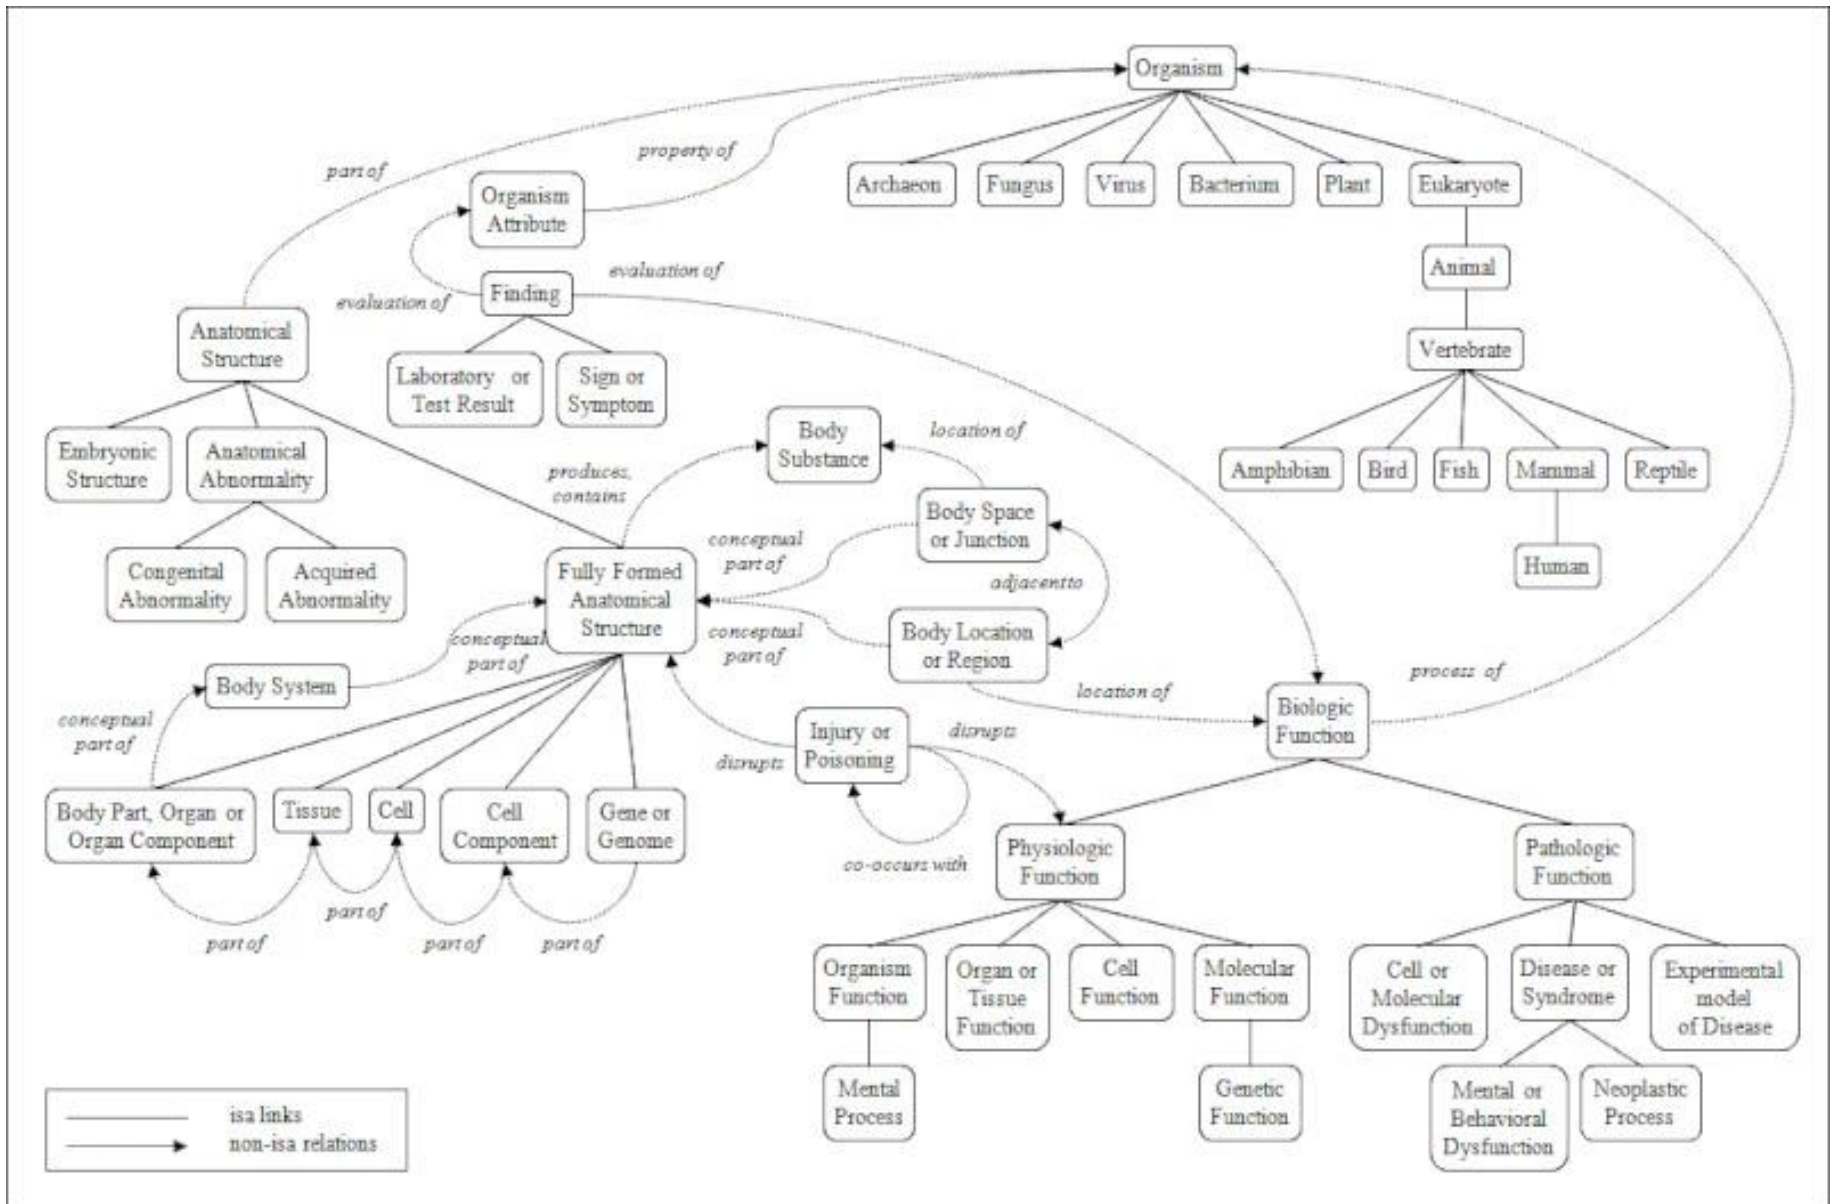 Organism
Archaeon
Fungus
Virus
Bacterium
Plant
Eukaryote
part of
property of
Organism
Attribute
Animal
evaluation of
evaluation of
Finding
Anatomical
Structure
Vertebrate
Laboratory or
Test Result
Sign or
Symptom
Embryonic
Structure
Anatomical
Abnormality
Body
Substance
location of
Amphibian
Bird
Fish
Mammal
Reptile
produces,
contains
Body Space
or Junction
conceptual
part of
Congenital
Abnormality
Acquired
Abnormality
Fully Formed
Anatomical
Structure
adjacentto
Human
conceptual
part of
conceptual
part of
Body Location
or Region
Body System
location of
process of
Biologic
Function
conceptual
part of
Injury or
Poisoning
disrupts
disrupts
Body Part, Organ or
Organ Component
Tissue
Cell
Cell
Component
Gene or
Genome
co-occurs with
Physiologic
Function
Pathologic
Function
part of
part of
part of
part of
Organism
Function
Organ or
Tissue
Function
Cell
Function
Molecular
Function
Cell or
Molecular
Dysfunction
Disease or
Syndrome
Experimental
model
of Disease
Mental
Process
Genetic
Function
Mental or
Behavioral
Dysfunction
Neoplastic
Process
isa links
non-isa relations